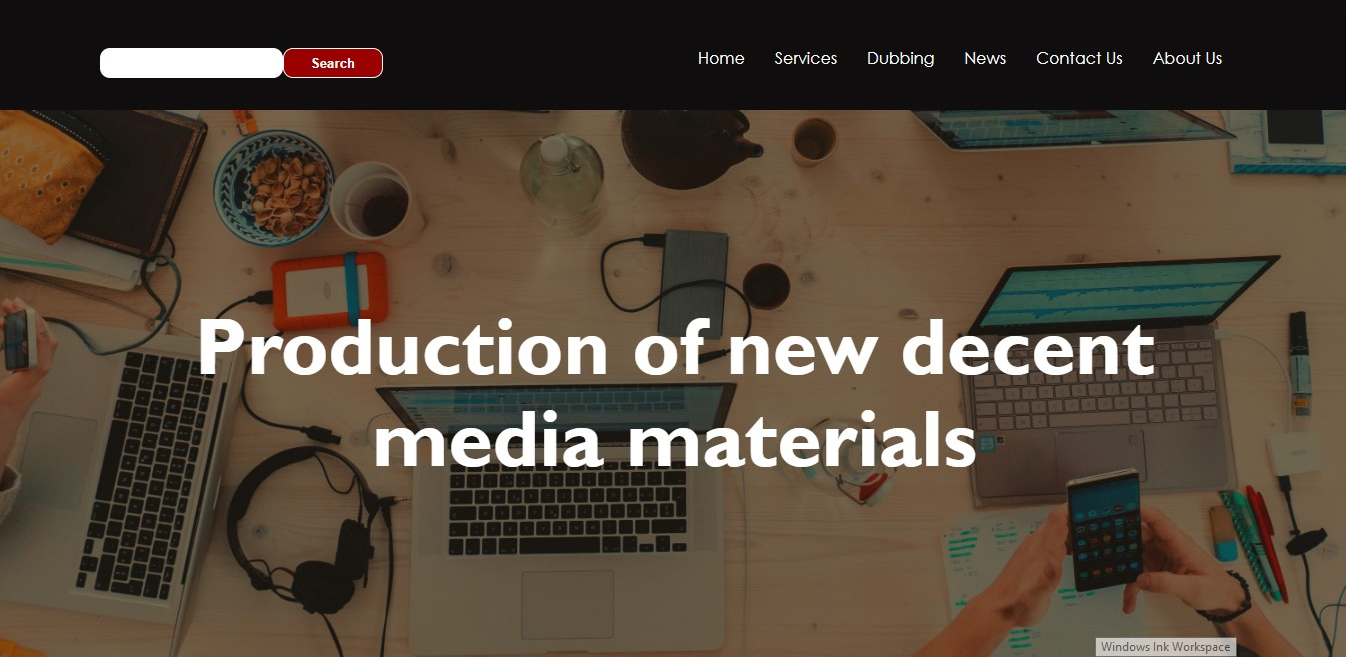 Search
Home
Services
Dubbing
News
Contact Us
About Us
Production of new decent
media materials
Windows Ink Workspace